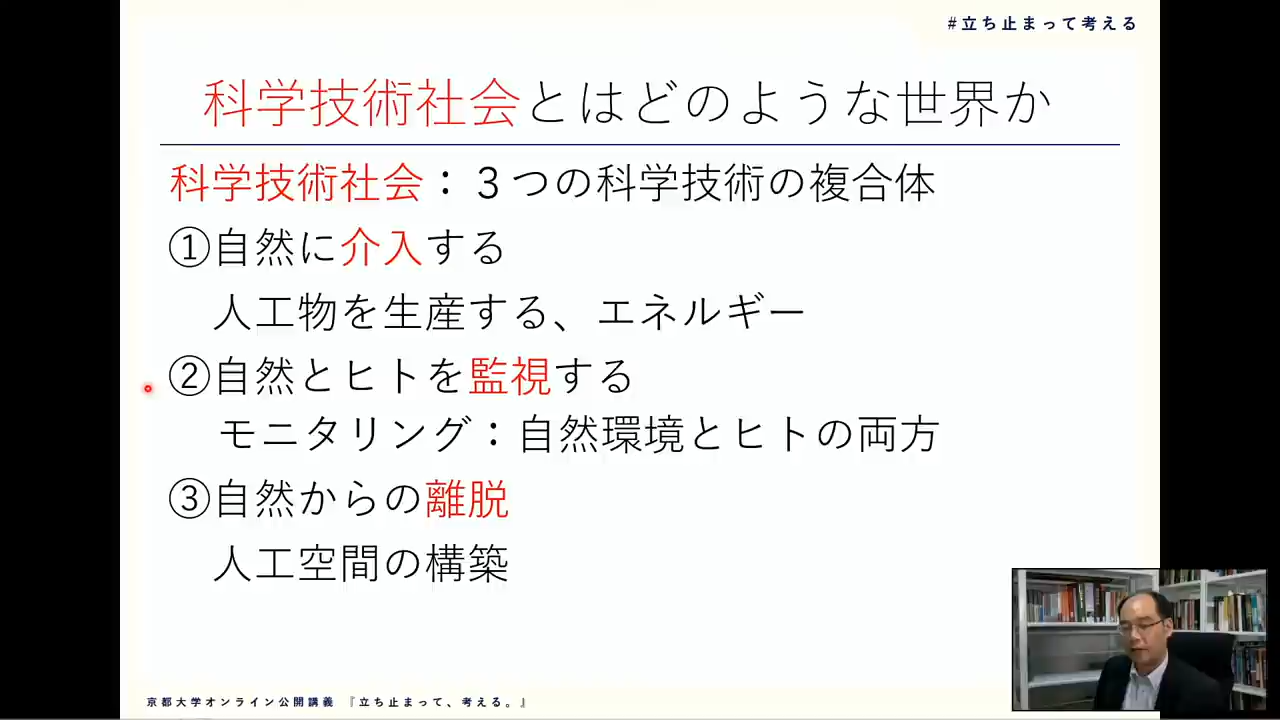 #立ち止まって考える
科学技術社会とはどのような世界か
科学技術社会：３つの科学技術の複合体
①自然に介入する
人工物を生産する、エネルギー
②自然とヒトを監視する
モニタリング：自然環境とヒトの両方
③自然からの離脱
人工空間の構築
京都大学オンライン公開講義 『立ち止まって、考える。』